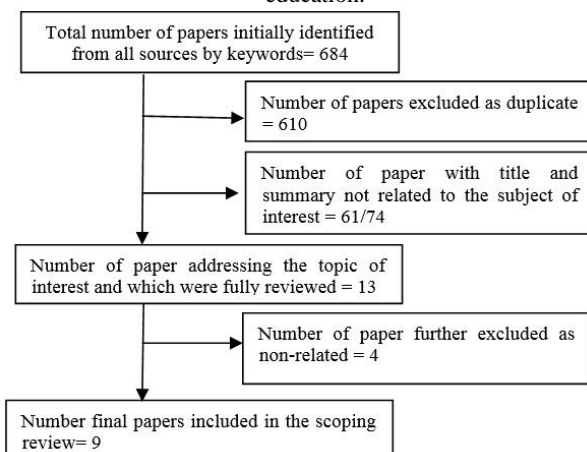 education.
Total number of papers initially identified
from all sources by keywords= 684
Number of papers excluded as duplicate
= 610
Number of paper with title and
summary not related to the subject of
interest = 61/74
Number of paper addressing the topic of
interest and which were fully reviewed = 13
Number of paper further excluded as
non-related = 4
Number final papers included in the scoping
review= 9